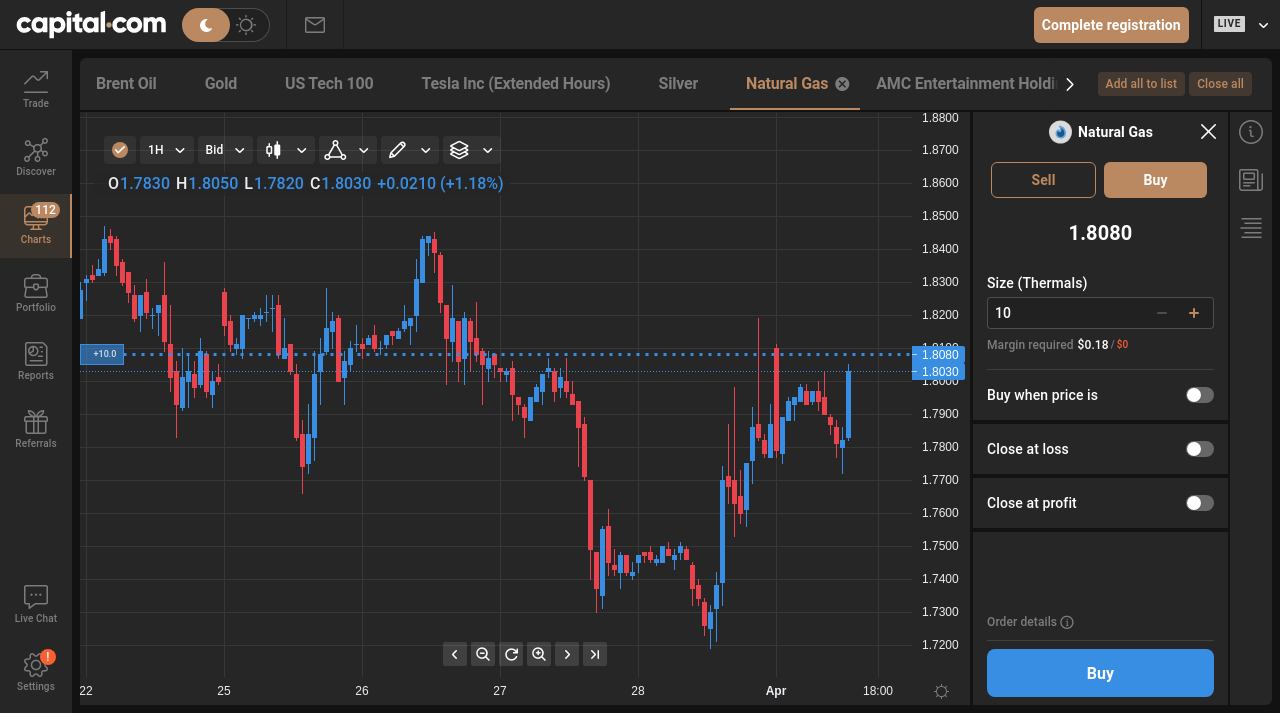 capital.com
Complete registration
LIVE
Trade
Discover
112
Charts
Portfolio
Reports
Referrals
Live Chat
!
Settings
Brent Oil
Gold
US Tech 100
Tesla Inc (Extended Hours)
Silver
Natural Gas
AMC Entertainment Holdi
Add all to list
Close all
1H
Bid
O1.7830 H1.8050 L1.7820 C1.8030 +0.0210 (+1.18%)
+10.0
1.8800
1.8700
1.8600
1.8500
1.8400
1.8300
1.8200
1.8080
1.8030
1.8000
1.7900
1.7800
1.7700
1.7600
1.7500
1.7400
1.7300
1.7200
22
25
26
27
28
Apr
18:00
Natural Gas
Sell
Buy
1.8080
Size (Thermals)
10
Margin required $0.18 / $0
Buy when price is
Close at loss
Close at profit
Order details
Buy